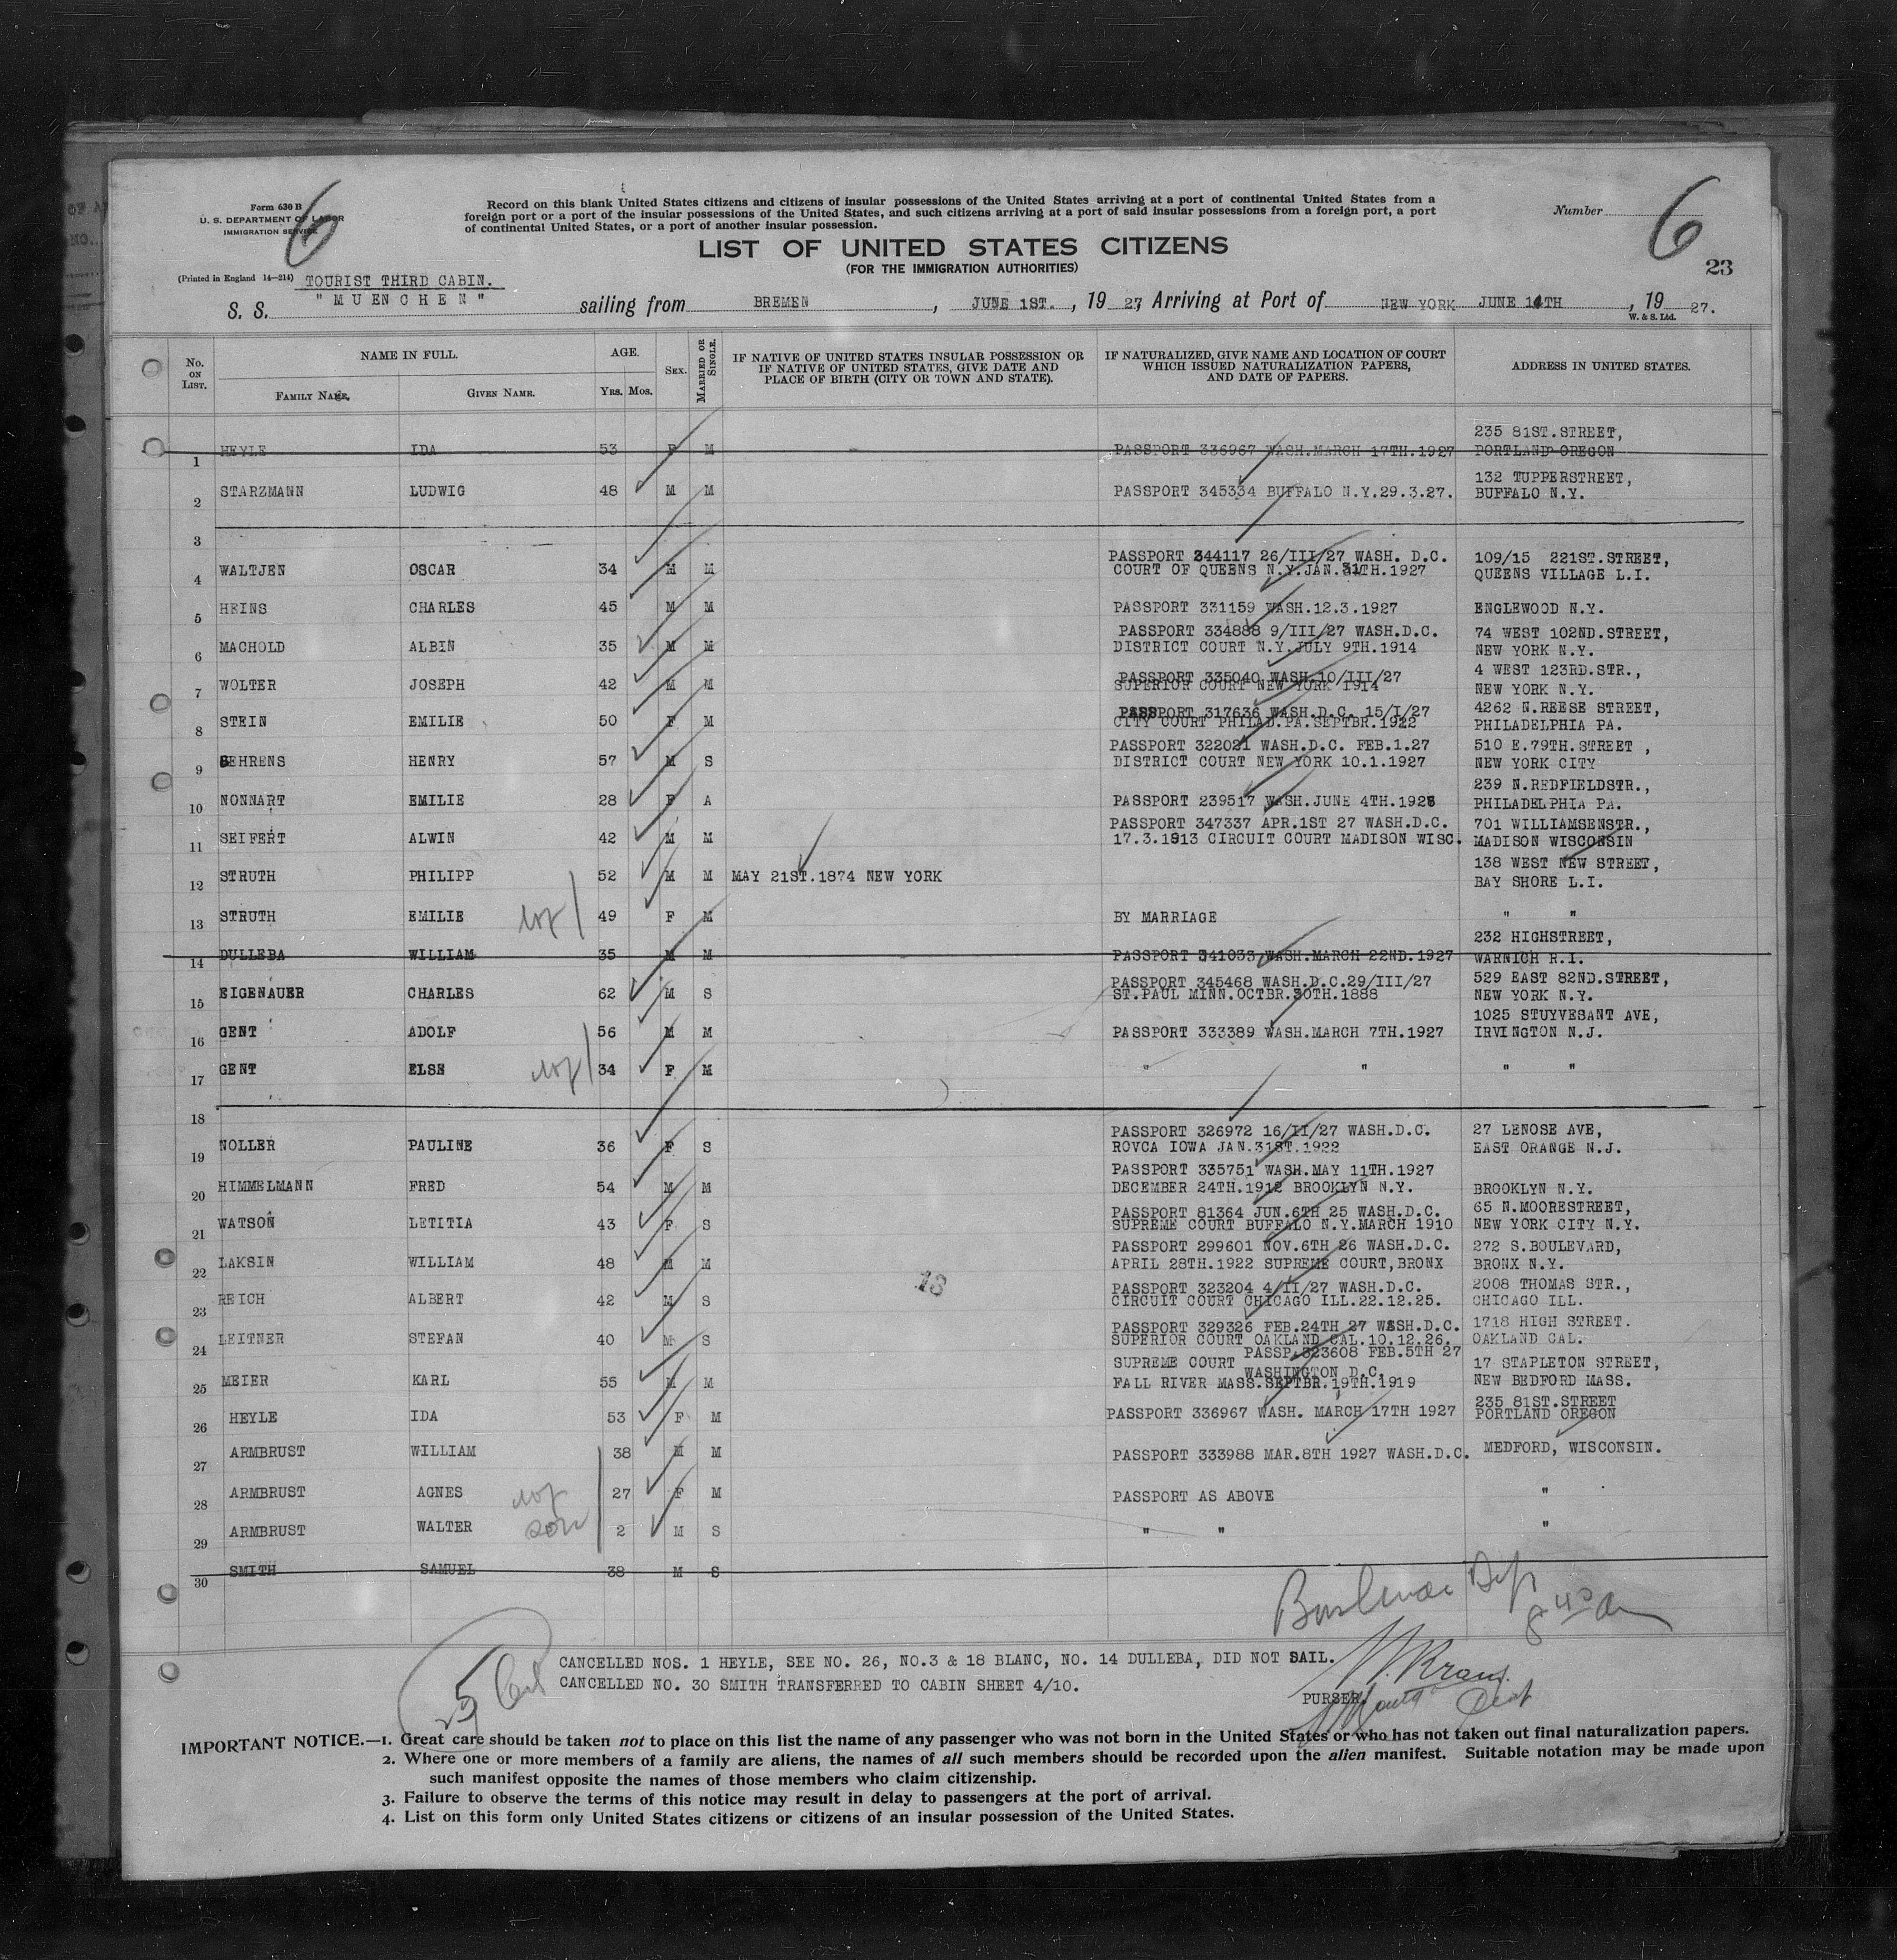 6
Form 630 B
U. S. DEPARTMENT OF LABOR
IMMIGRATION SERVICE
Record on this blank United States citizens and citizens of insular possessions of the United States arriving at a port of continental United States from a
foreign port or a port of the insular possessions of the United States, and such citizens arriving at a port of said insular possessions from a foreign port, a port
of continental United States, or a port of another insular possession.
Number
6
LIST OF UNITED STATES CITIZENS
(FOR THE IMMIGRATION AUTHORITIES)
23
(Printed in England 14—214) TOURIST THIRD CABIN.
S. S. "MUENCHEN" sailing from BREMEN, JUNE 1ST., 1927, Arriving at Port of NEW YORK JUNE 14TH, 1927.
W. & S. Ltd.
No. ON LIST. NAME IN FULL. FAMILY NAME. GIVEN NAME. AGE. YRS. MOS. SEX. MARRIED OR SINGLE. IF NATIVE OF UNITED STATES INSULAR POSSESSION OR IF NATIVE OF UNITED STATES, GIVE DATE AND PLACE OF BIRTH (CITY OR TOWN AND STATE). IF NATURALIZED, GIVE NAME AND LOCATION OF COURT WHICH ISSUED NATURALIZATION PAPERS, AND DATE OF PAPERS. ADDRESS IN UNITED STATES.
1 HEYLE IDA 53 F M PASSPORT 336967 WASH.MARCH 17TH.1927 235 81ST.STREET, PORTLAND OREGON
2 STARZMANN LUDWIG 48 M M PASSPORT 345334 BUFFALO N.Y.29.3.27. 132 TUPPERSTREET, BUFFALO N.Y.
3
4 WALTJEN OSCAR 34 M M PASSPORT 344117 26/III/27 WASH. D.C. COURT OF QUEENS N.Y.JAN.31TH.1927 109/15 221ST.STREET, QUEENS VILLAGE L.I.
5 HEINS CHARLES 45 M M PASSPORT 331159 WASH.12.3.1927 ENGLEWOOD N.Y.
6 MACHOLD ALBIN 35 M M PASSPORT 334888 9/III/27 WASH.D.C. DISTRICT COURT N.Y.JULY 9TH.1914 74 WEST 102ND.STREET, NEW YORK N.Y.
7 WOLTER JOSEPH 42 M M PASSPORT 335040 WASH 10/III/27 SUPERIOR COURT NEW YORK 1914 4 WEST 123RD.STR., NEW YORK N.Y.
8 STEIN EMILIE 50 F M PASSPORT 317636 WASH.D.C. 15/I/27 CITY COURT PHILAD.PA.SEPTBR.1922 4262 N.REESE STREET, PHILADELPHIA PA.
9 BEHRENS HENRY 57 M S PASSPORT 322021 WASH.D.C. FEB.1.27 DISTRICT COURT NEW YORK 10.1.1927 510 E.79TH.STREET , NEW YORK CITY
10 NONNART EMILIE 28 F A PASSPORT 239517 WASH.JUNE 4TH.1926 239 N.REDFIELDSTR., PHILADELPHIA PA.
11 SEIFERT ALWIN 42 M M PASSPORT 347337 APR.1ST 27 WASH.D.C. 17.3.1913 CIRCUIT COURT MADISON WISC. 701 WILLIAMSENSTR., MADISON WISCONSIN
12 STRUTH PHILIPP 52 M M MAY 21ST.1874 NEW YORK 138 WEST NEW STREET, BAY SHORE L.I.
13 STRUTH EMILIE wf 49 F M BY MARRIAGE " "
14 DULLEBA WILLIAM 35 M M PASSPORT 341033 WASH.MARCH 22ND.1927 232 HIGHSTREET, WARNICH R.I.
15 EIGENAUER CHARLES 62 M S PASSPORT 345468 WASH.D.C.29/III/27 ST.PAUL MINN.OCTBR.30TH.1888 529 EAST 82ND.STREET, NEW YORK N.Y.
16 GENT ADOLF 56 M M PASSPORT 333389 WASH.MARCH 7TH.1927 1025 STUYVESANT AVE, IRVINGTON N.J.
17 GENT ELSE wf 34 F M " " " "
18
19 NOLLER PAULINE 36 F S PASSPORT 326972 16/II/27 WASH.D.C. ROVCA IOWA JAN.31ST.1922 27 LENOSE AVE, EAST ORANGE N.J.
20 HIMMELMANN FRED 54 M M PASSPORT 335751 WASH.MAY 11TH.1927 DECEMBER 24TH.1912 BROOKLYN N.Y. BROOKLYN N.Y.
21 WATSON LETITIA 43 F S PASSPORT 81364 JUN.6TH 25 WASH.D.C. SUPREME COURT BUFFALO N.Y.MARCH 1910 65 N.MOORESTREET, NEW YORK CITY N.Y.
22 LAKSIN WILLIAM 48 M M PASSPORT 299601 NOV.6TH 26 WASH.D.C. APRIL 28TH.1922 SUPREME COURT,BRONX 272 S.BOULEVARD, BRONX N.Y.
13
23 REICH ALBERT 42 M S PASSPORT 323204 4/II/27 WASH.D.C. CIRCUIT COURT CHICAGO ILL.22.12.25. 2008 THOMAS STR., CHICAGO ILL.
24 LEITNER STEFAN 40 M S PASSPORT 329326 FEB.24TH 27 WASH.D.C. SUPERIOR COURT OAKLAND CAL.10.12.26. 1718 HIGH STREET. OAKLAND CAL.
25 MEIER KARL 55 M M SUPREME COURT PASSP.323608 FEB.5TH 27 WASHINGTON D.C. FALL RIVER MASS.SEPTBR.19TH.1919 17 STAPLETON STREET, NEW BEDFORD MASS.
26 HEYLE IDA 53 F M PASSPORT 336967 WASH. MARCH 17TH 1927 235 81ST.STREET PORTLAND OREGON
27 ARMBRUST WILLIAM 38 M M PASSPORT 333988 MAR.8TH 1927 WASH.D.C. MEDFORD, WISCONSIN.
28 ARMBRUST AGNES wf 27 F M PASSPORT AS ABOVE "
29 ARMBRUST WALTER son 2 M S " " "
30 SMITH SAMUEL 38 M S
8 45 am
CANCELLED NOS. 1 HEYLE, SEE NO. 26, NO.3 & 18 BLANC, NO. 14 DULLEBA, DID NOT SAIL.
CANCELLED NO. 30 SMITH TRANSFERRED TO CABIN SHEET 4/10.
25
PURSER
IMPORTANT NOTICE.—1. Great care should be taken not to place on this list the name of any passenger who was not born in the United States or who has not taken out final naturalization papers.
2. Where one or more members of a family are aliens, the names of all such members should be recorded upon the alien manifest. Suitable notation may be made upon
such manifest opposite the names of those members who claim citizenship.
3. Failure to observe the terms of this notice may result in delay to passengers at the port of arrival.
4. List on this form only United States citizens or citizens of an insular possession of the United States.